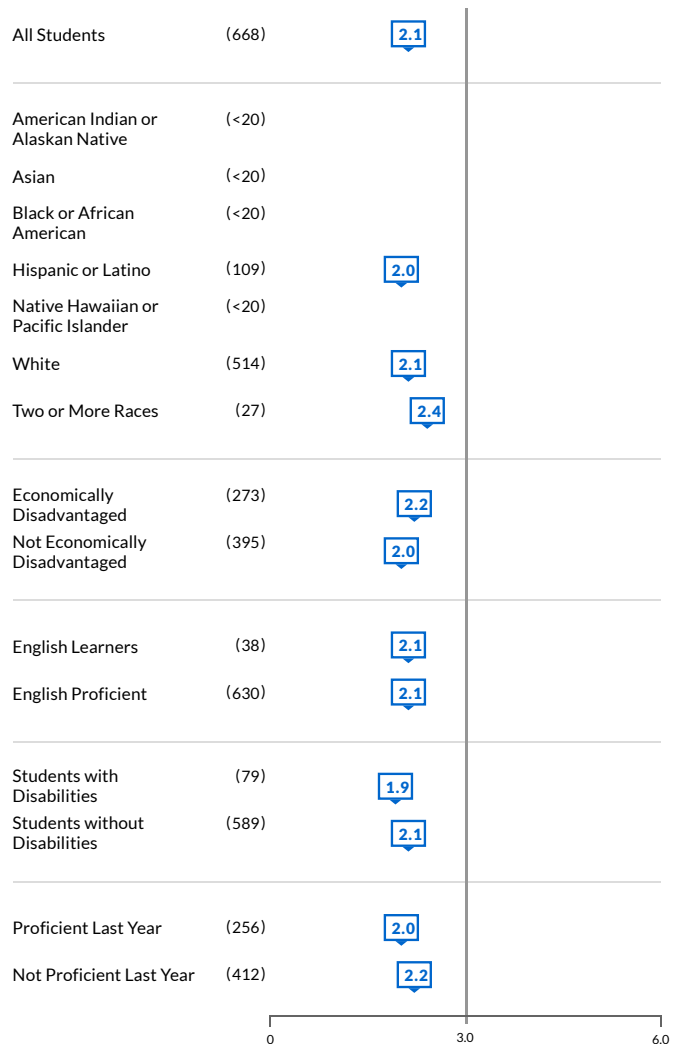 All Students (668) 2.1
American Indian or (<20)
Alaskan Native
Asian (<20)
Black or African (<20)
American
Hispanic or Latino (109) 2.0
Native Hawaiian or (<20)
Pacific Islander
White (514) 2.1
Two or More Races (27) 2.4
Economically (273) 2.2
Disadvantaged
Not Economically (395) 2.0
Disadvantaged
English Learners (38) 2.1
English Proficient (630) 2.1
Students with (79) 1.9
Disabilities
Students without (589) 2.1
Disabilities
Proficient Last Year (256) 2.0
Not Proficient Last Year (412) 2.2
0 3.0 6.0